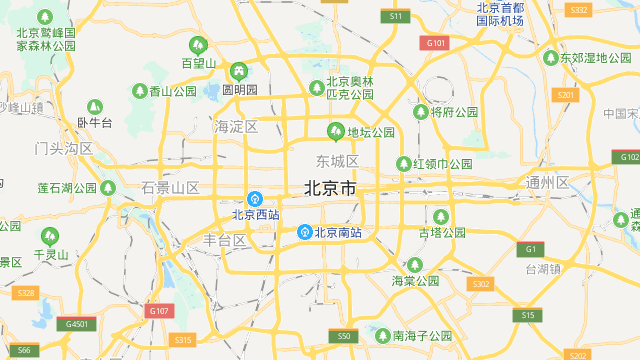 北京首都
国际机场
S332
S11
G101
北京鹫峰国
家森林公园
百望山
东郊湿地公园
圆明园
北京奥林
匹克公园
香山公园
S201
沙峰山镇
卧牛台
将府公园
海淀区
地坛公园
门头沟区
东城区
红领巾公园
G102
莲石湖公园
石景山区
北京市
通州区
北京西站
古塔公园
北京南站
丰台区
千灵山
G1
台湖镇
海棠公园
S302
S328
G107
S15
G4501
S50
南海子公园
S315
S66
S202